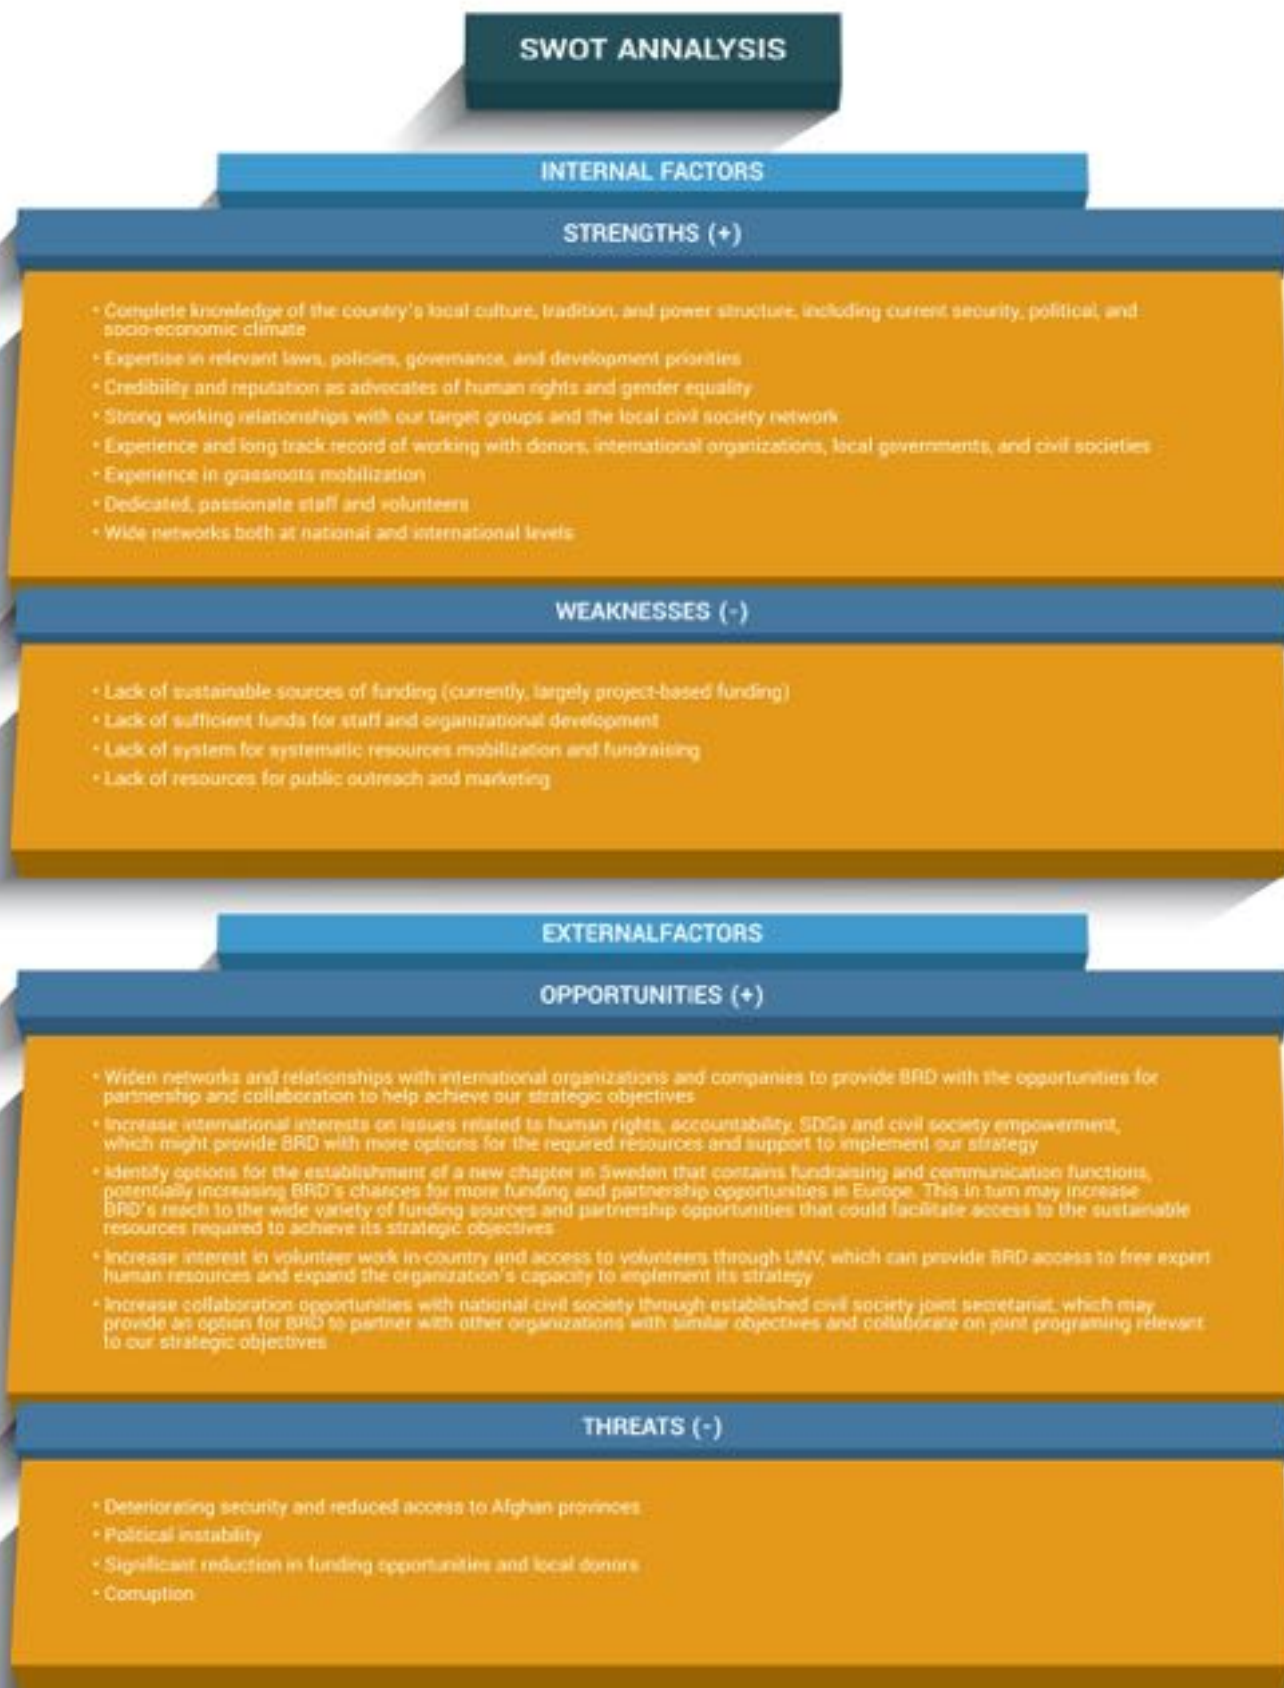 SWOT ANNALYSIS
INTERNAL FACTORS
STRENGTHS (+)
• Complete knowledge of the country's local culture, tradition, and power structure, including current security, political, and
socio-economic climate
• Expertise in relevant laws, policies, governance, and development priorities
• Credibility and reputation as advocates of human rights and gender equality
• Strong working relationships with our target groups and the local civil society network
• Experience and long track record of working with donors, international organizations, local governments, and civil societies
• Experience in grassroots mobilization
• Dedicated, passionate staff and volunteers
• Wide networks both at national and international levels
WEAKNESSES (-)
• Lack of sustainable sources of funding (currently, largely project-based funding)
• Lack of sufficient funds for staff and organizational development
• Lack of system for systematic resources mobilization and fundraising
• Lack of resources for public outreach and marketing
EXTERNALFACTORS
OPPORTUNITIES (+)
• Widen networks and relationships with international organizations and companies to provide BRD with the opportunities for
partnership and collaboration to help achieve our strategic objectives
• Increase international interests on issues related to human rights, accountability, SDGs and civil society empowerment,
which might provide BRD with more options for the required resources and support to implement our strategy
• Identify options for the establishment of a new chapter in Sweden that contains fundraising and communication functions,
potentially increasing BRD's chances for more funding and partnership opportunities in Europe. This in turn may increase
BRD's reach to the wide variety of funding sources and partnership opportunities that could facilitate access to the sustainable
resources required to achieve its strategic objectives
• Increase interest in volunteer work in-country and access to volunteers through UNV, which can provide BRD access to free expert
human resources and expand the organization's capacity to implement its strategy
• Increase collaboration opportunities with national civil society through established civil society joint secretariat, which may
provide an option for BRD to partner with other organizations with similar objectives and collaborate on joint programing relevant
to our strategic objectives
THREATS (-)
• Deteriorating security and reduced access to Afghan provinces
• Political instability
• Significant reduction in funding opportunities and local donors
• Corruption